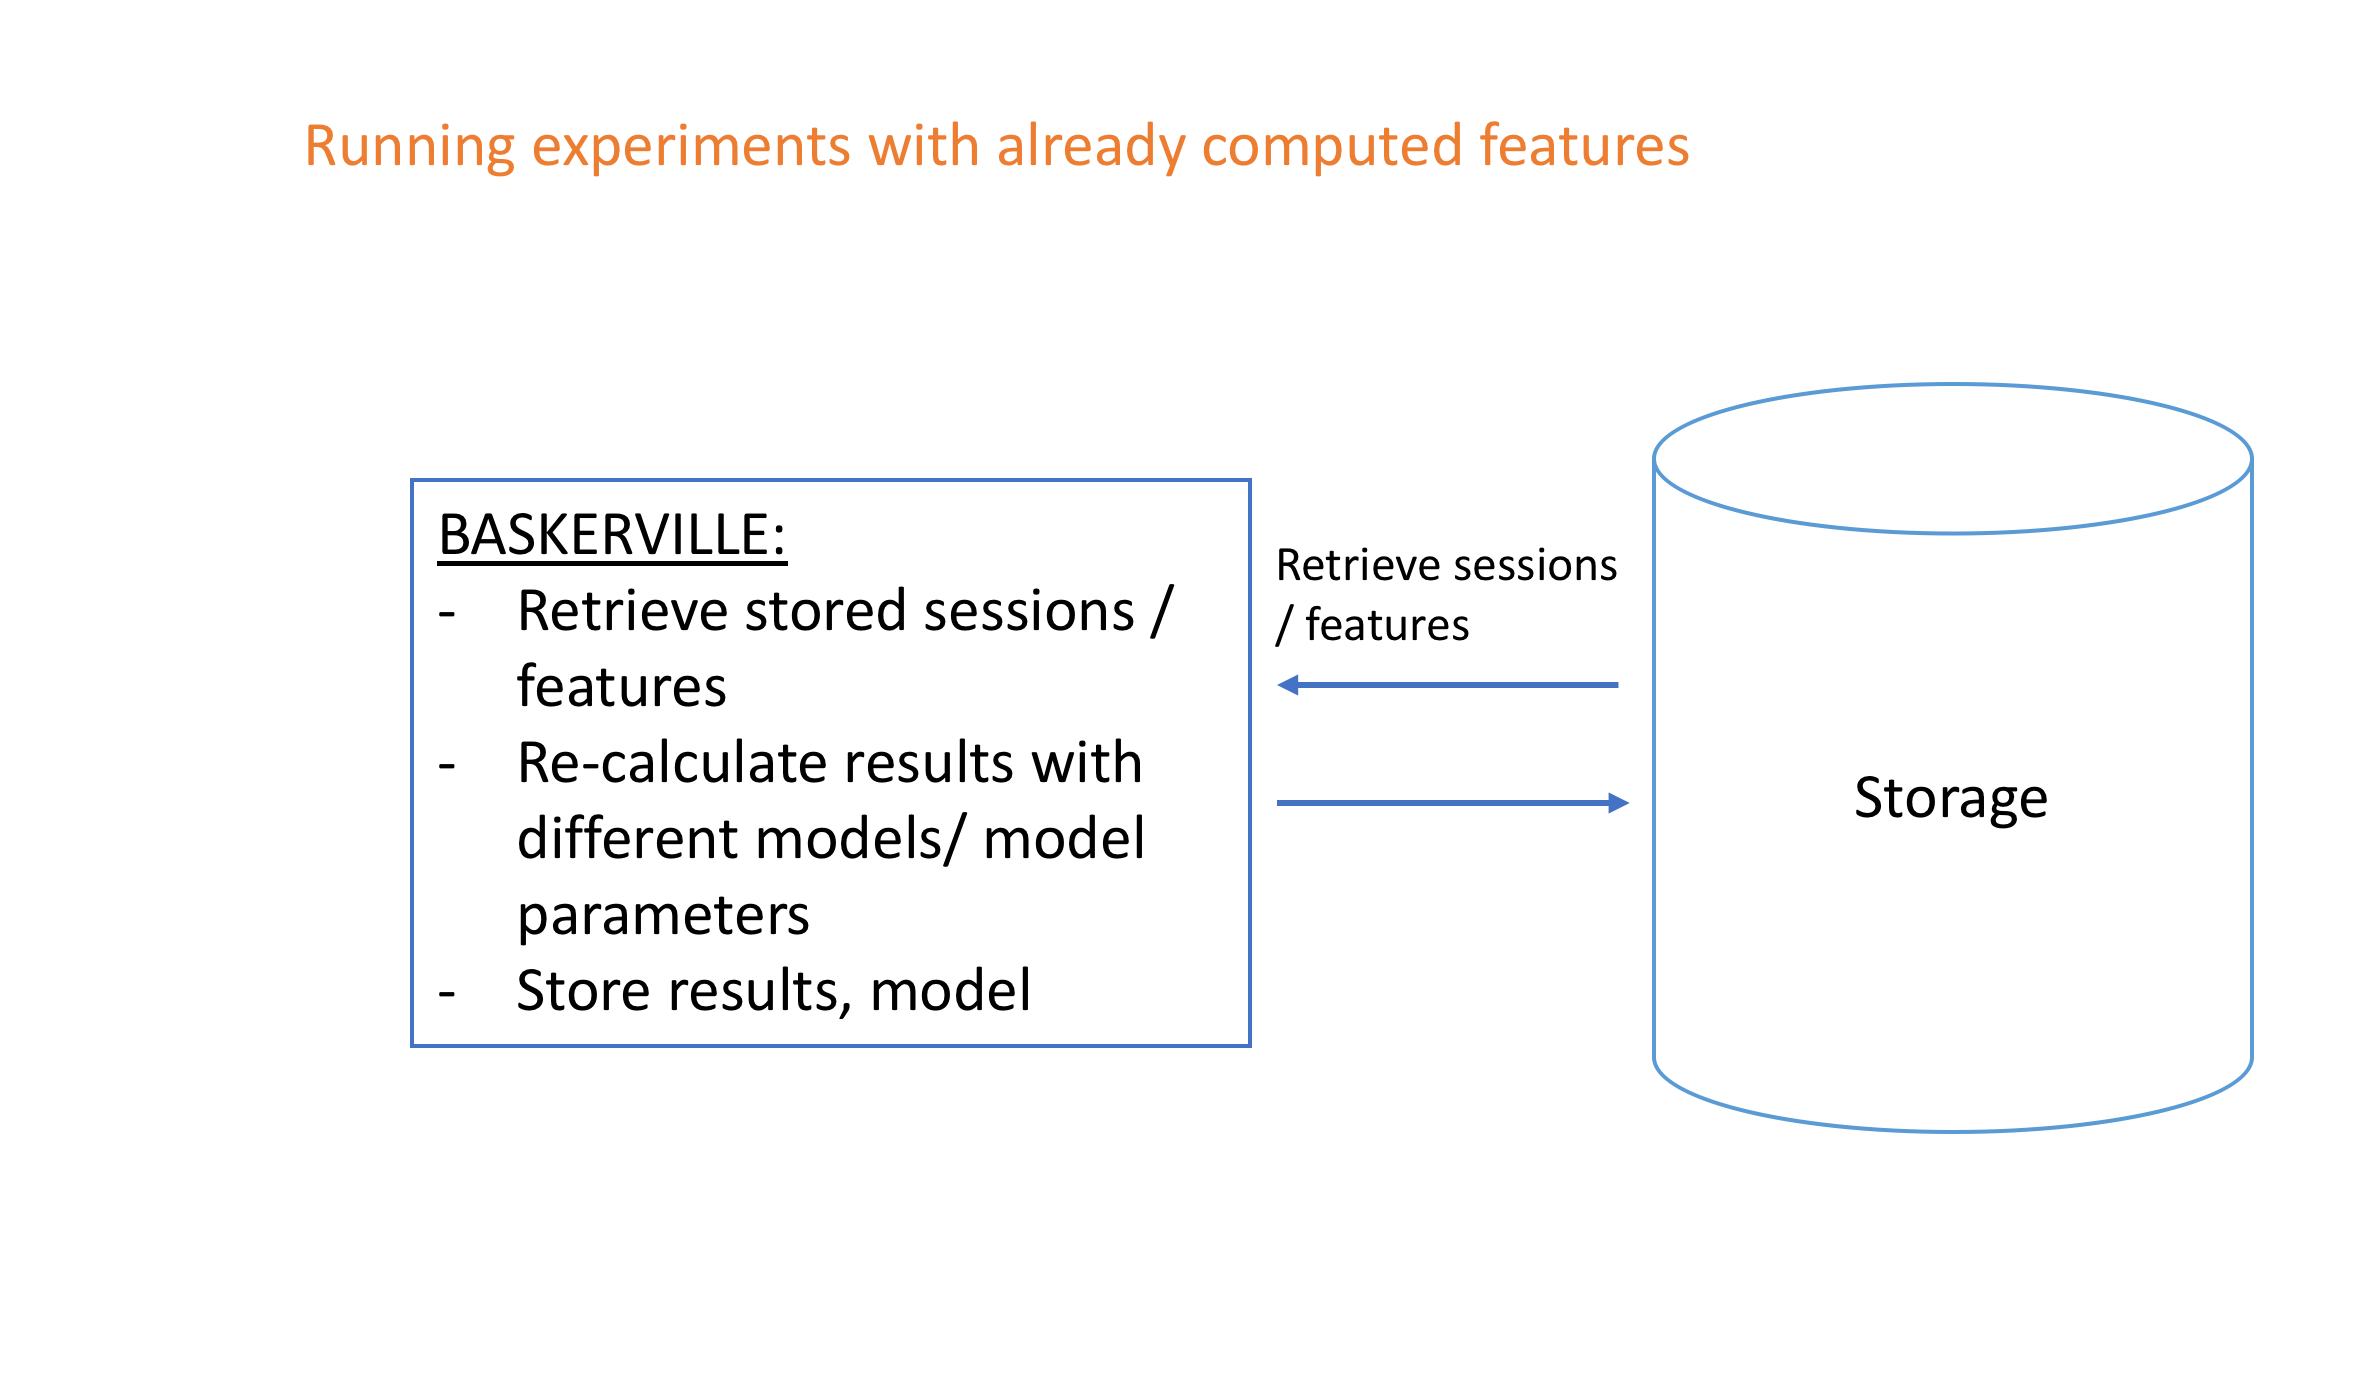 Running experiments with already computed features
BASKERVILLE:
- Retrieve stored sessions /
features
- Re-calculate results with
different models/ model
parameters
- Store results, model
Retrieve sessions
/ features
Storage